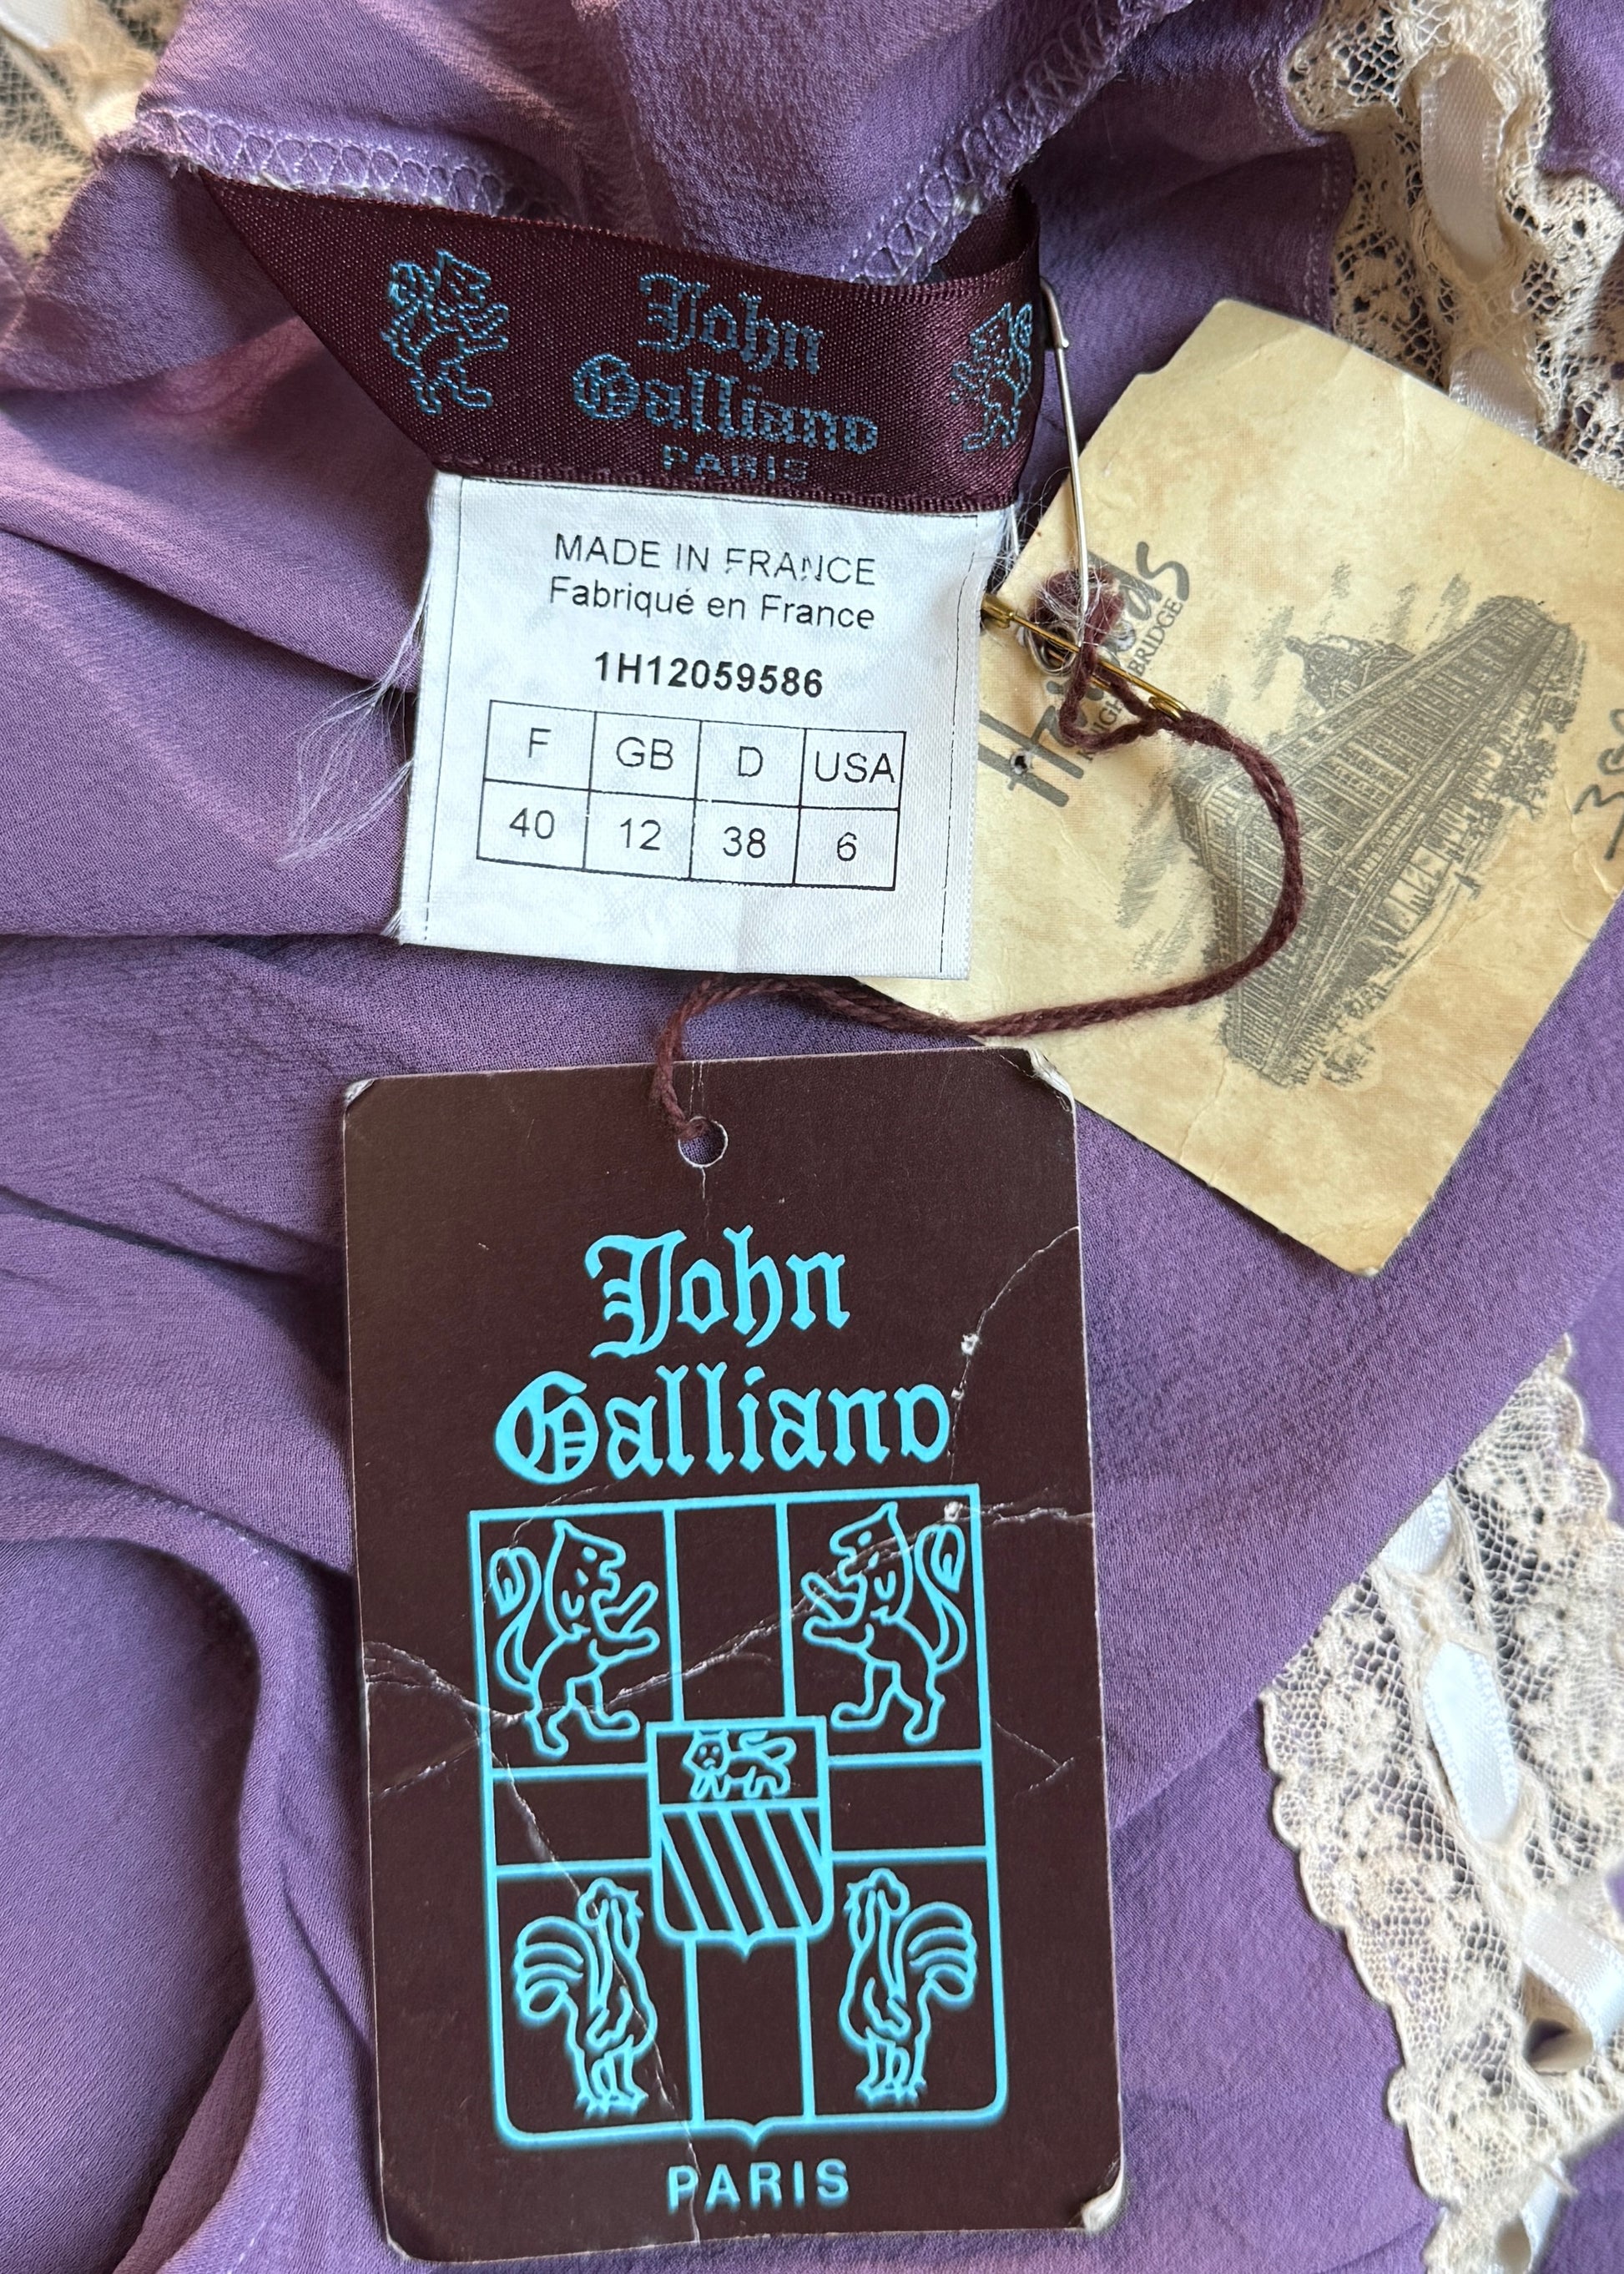 John
Galliano
PARIS
MADE IN FRANCE
Fabriqué en France
1H12059586
F GB D USA
40 12 38 6
John
Galliano
PARIS